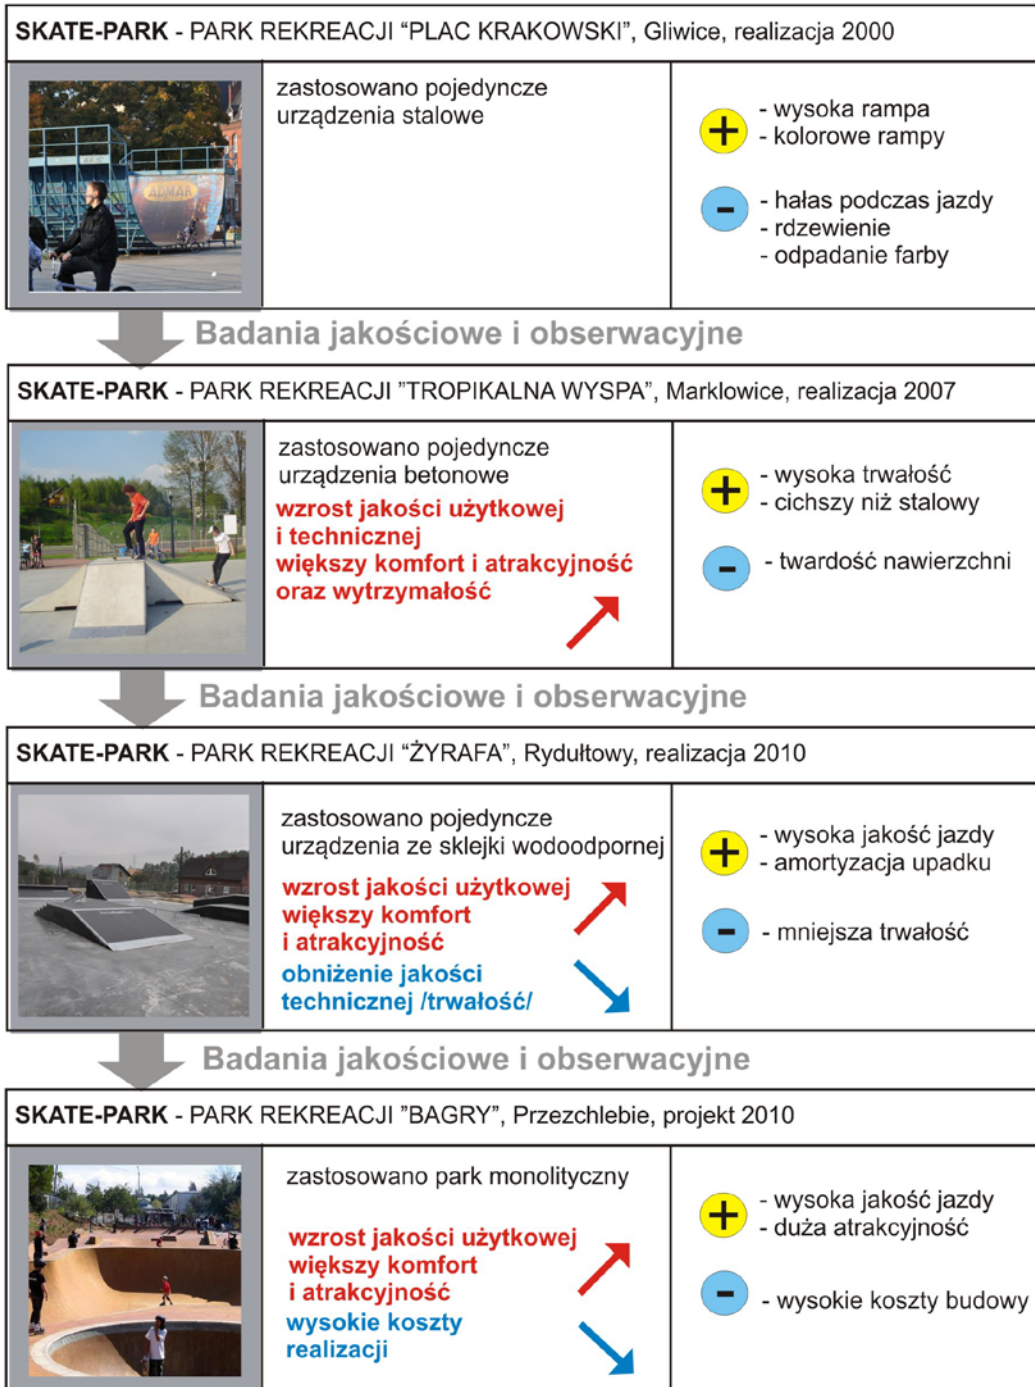 SKATE-PARK - PARK REKREACJI “PLAC KRAKOWSKI”, Gliwice, realizacja 2000
zastosowano pojedyncze
urządzenia stalowe
ADMAR
+
- wysoka rampa
- kolorowe rampy
-
- hałas podczas jazdy
- rdzewienie
- odpadanie farby
Badania jakościowe i obserwacyjne
SKATE-PARK - PARK REKREACJI ”TROPIKALNA WYSPA”, Marklowice, realizacja 2007
zastosowano pojedyncze
urządzenia betonowe
wzrost jakości użytkowej
i technicznej
większy komfort i atrakcyjność
oraz wytrzymałość
+
- wysoka trwałość
- cichszy niż stalowy
-
- twardość nawierzchni
Badania jakościowe i obserwacyjne
SKATE-PARK - PARK REKREACJI “ŻYRAFA”, Rydułtowy, realizacja 2010
zastosowano pojedyncze
urządzenia ze sklejki wodoodpornej
wzrost jakości użytkowej
większy komfort
i atrakcyjność
obniżenie jakości
technicznej /trwałość/
+
- wysoka jakość jazdy
- amortyzacja upadku
-
- mniejsza trwałość
Badania jakościowe i obserwacyjne
SKATE-PARK - PARK REKREACJI ”BAGRY”, Przezchlebie, projekt 2010
zastosowano park monolityczny
wzrost jakości użytkowej
większy komfort
i atrakcyjność
wysokie koszty
realizacji
+
- wysoka jakość jazdy
- duża atrakcyjność
-
- wysokie koszty budowy